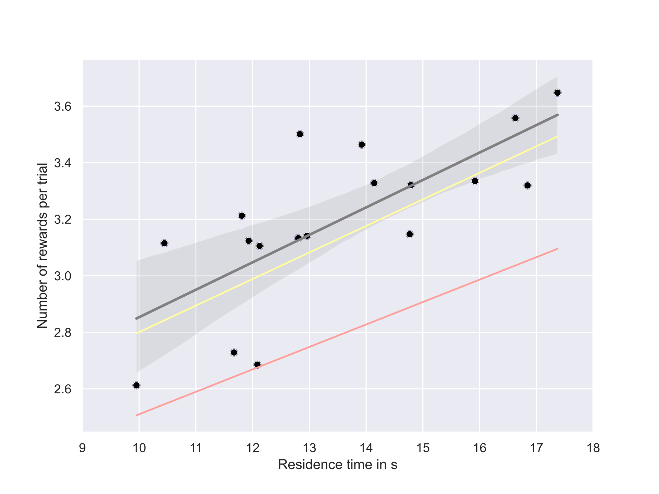 3.6
3.4
3.2
3.0
2.8
2.6
Number of rewards per trial
9 10 11 12 13 14 15 16 17 18
Residence time in s